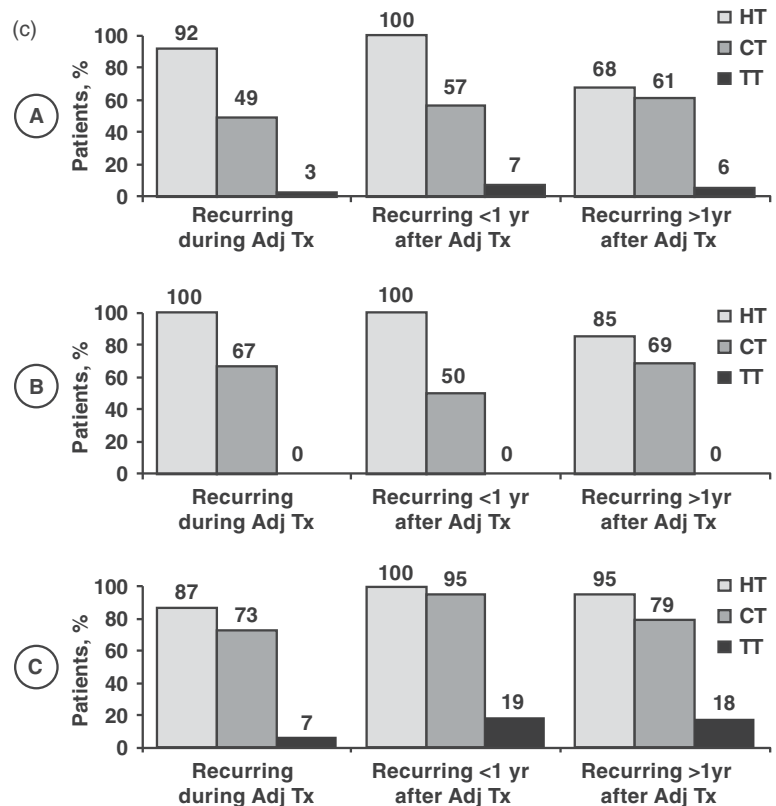 (c)
A
Patients, %
100
80
60
40
20
0
92
49
3
100
57
7
68
61
6
HT
CT
TT
Recurring
during Adj Tx
Recurring <1 yr
after Adj Tx
Recurring >1yr
after Adj Tx
B
Patients, %
100
80
60
40
20
0
100
67
0
100
50
0
85
69
0
HT
CT
TT
Recurring
during Adj Tx
Recurring <1 yr
after Adj Tx
Recurring >1yr
after Adj Tx
C
Patients, %
100
80
60
40
20
0
87
73
7
100
95
19
95
79
18
HT
CT
TT
Recurring
during Adj Tx
Recurring <1 yr
after Adj Tx
Recurring >1yr
after Adj Tx